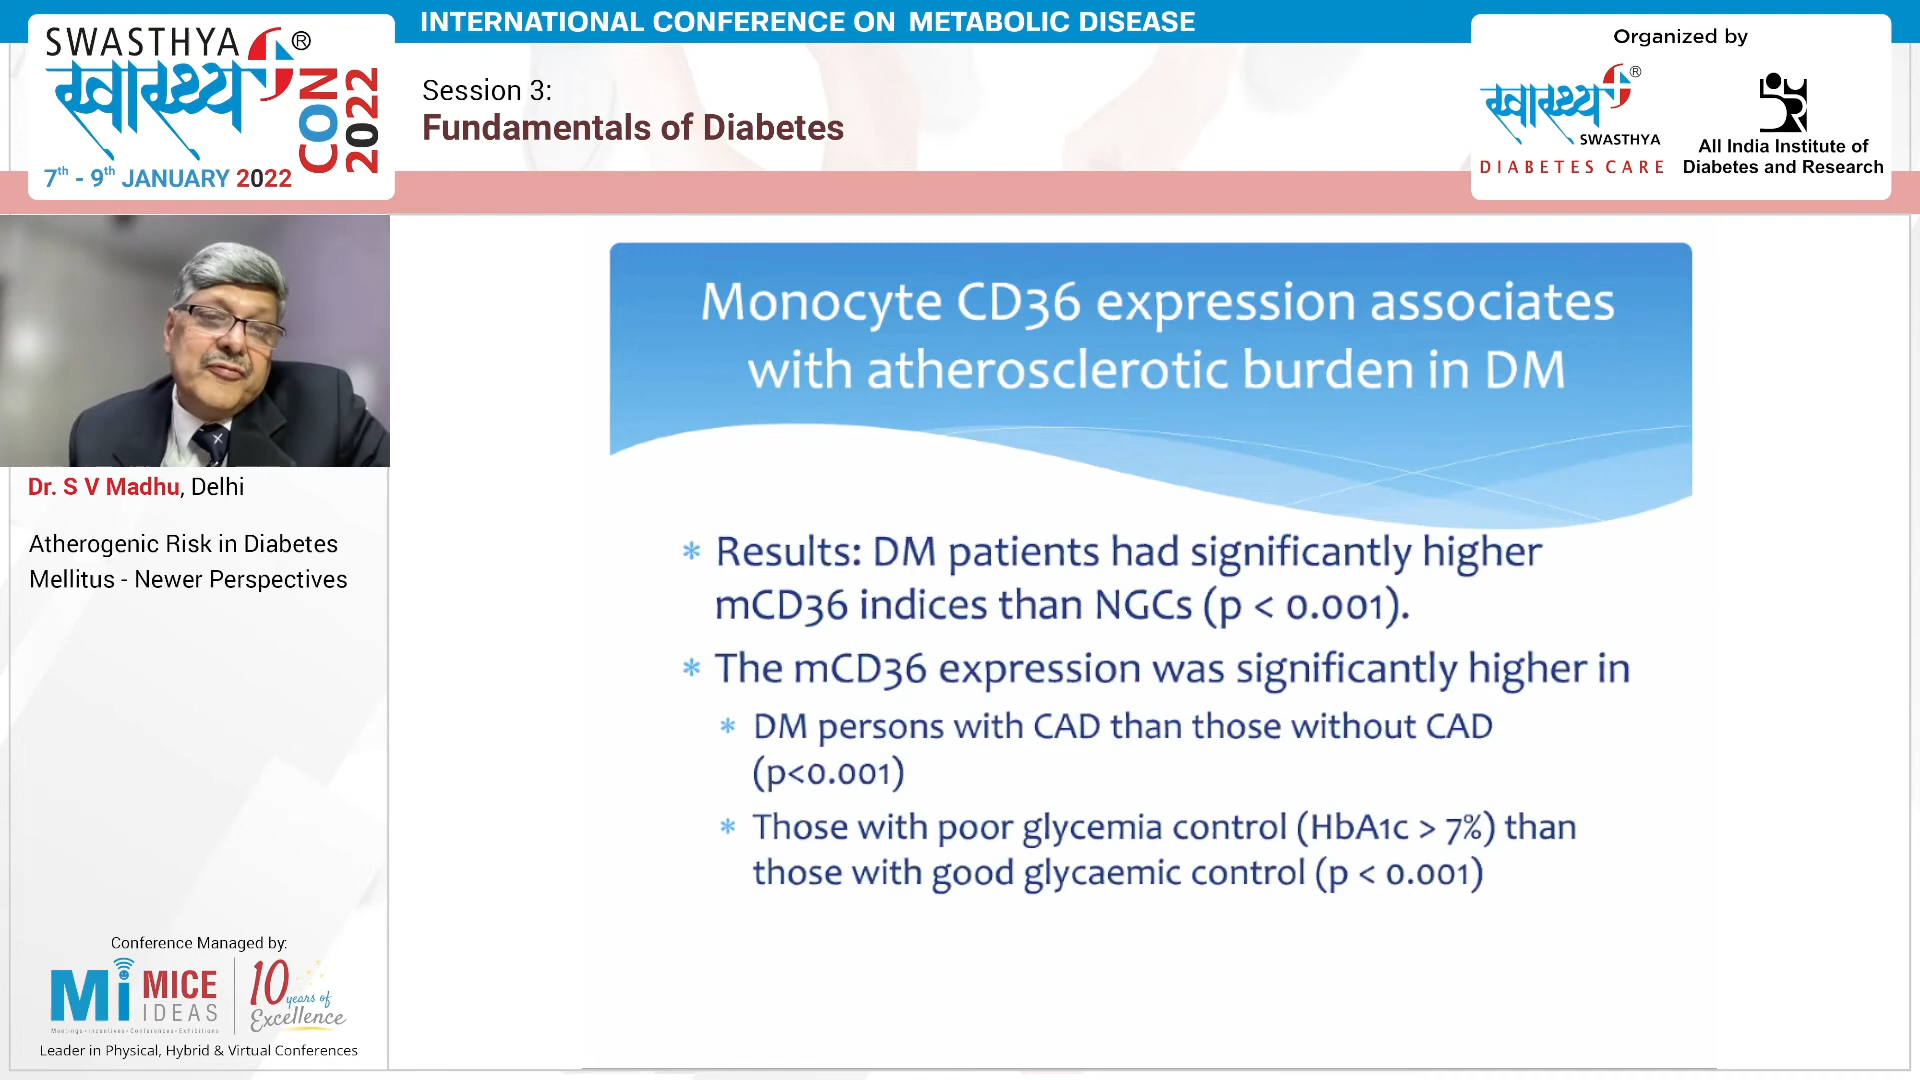 INTERNATIONAL CONFERENCE ON METABOLIC DISEASE
SWASTHYA
स्वास्थ्य
®
CON
2022
7th - 9th JANUARY 2022
Session 3:
Fundamentals of Diabetes
Organized by
स्वास्थ्य
®
SWASTHYA
DIABETES CARE
All India Institute of
Diabetes and Research
Dr. S V Madhu, Delhi
Atherogenic Risk in Diabetes
Mellitus - Newer Perspectives
Monocyte CD36 expression associates
with atherosclerotic burden in DM
* Results: DM patients had significantly higher
mCD36 indices than NGCs (p < 0.001).
* The mCD36 expression was significantly higher in
* DM persons with CAD than those without CAD
(p<0.001)
* Those with poor glycemia control (HbA1c > 7%) than
those with good glycaemic control (p < 0.001)
Conference Managed by:
Mi
MICE
IDEAS
Meetings•Incentives•Conferences•Exhibitions
10
years of
Excellence
Leader in Physical, Hybrid & Virtual Conferences